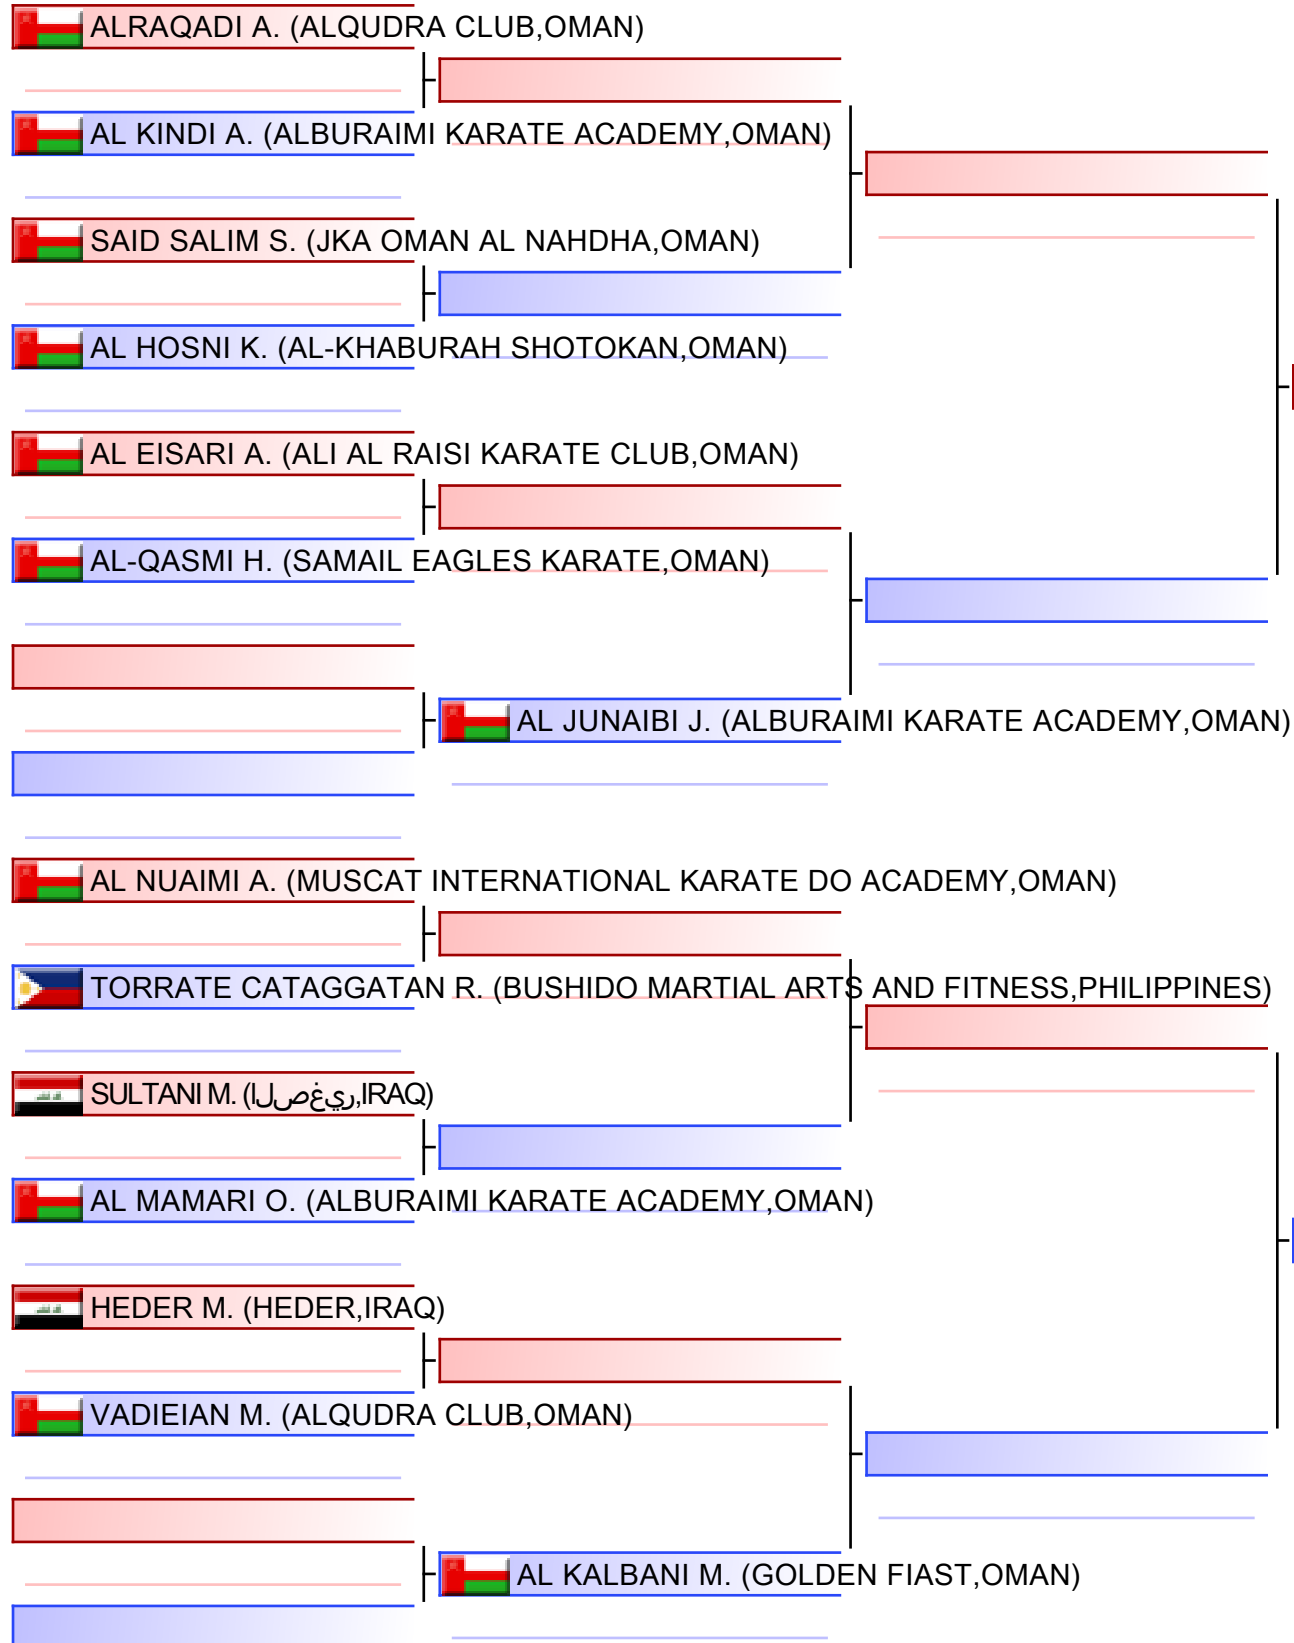 ALRAQADI A. (ALQUDRA CLUB,OMAN)
AL KINDI A. (ALBURAIMI KARATE ACADEMY,OMAN)
SAID SALIM S. (JKA OMAN AL NAHDHA,OMAN)
AL HOSNI K. (AL-KHABURAH SHOTOKAN,OMAN)
AL EISARI A. (ALI AL RAISI KARATE CLUB,OMAN)
AL-QASMI H. (SAMAIL EAGLES KARATE,OMAN)
AL JUNAIBI J. (ALBURAIMI KARATE ACADEMY,OMAN)
AL NUAIMI A. (MUSCAT INTERNATIONAL KARATE DO ACADEMY,OMAN)
TORRATE CATAGGATAN R. (BUSHIDO MARTIAL ARTS AND FITNESS,PHILIPPINES)
SULTANI M. (ريغصلا,IRAQ)
AL MAMARI O. (ALBURAIMI KARATE ACADEMY,OMAN)
HEDER M. (HEDER,IRAQ)
VADIEIAN M. (ALQUDRA CLUB,OMAN)
AL KALBANI M. (GOLDEN FIAST,OMAN)